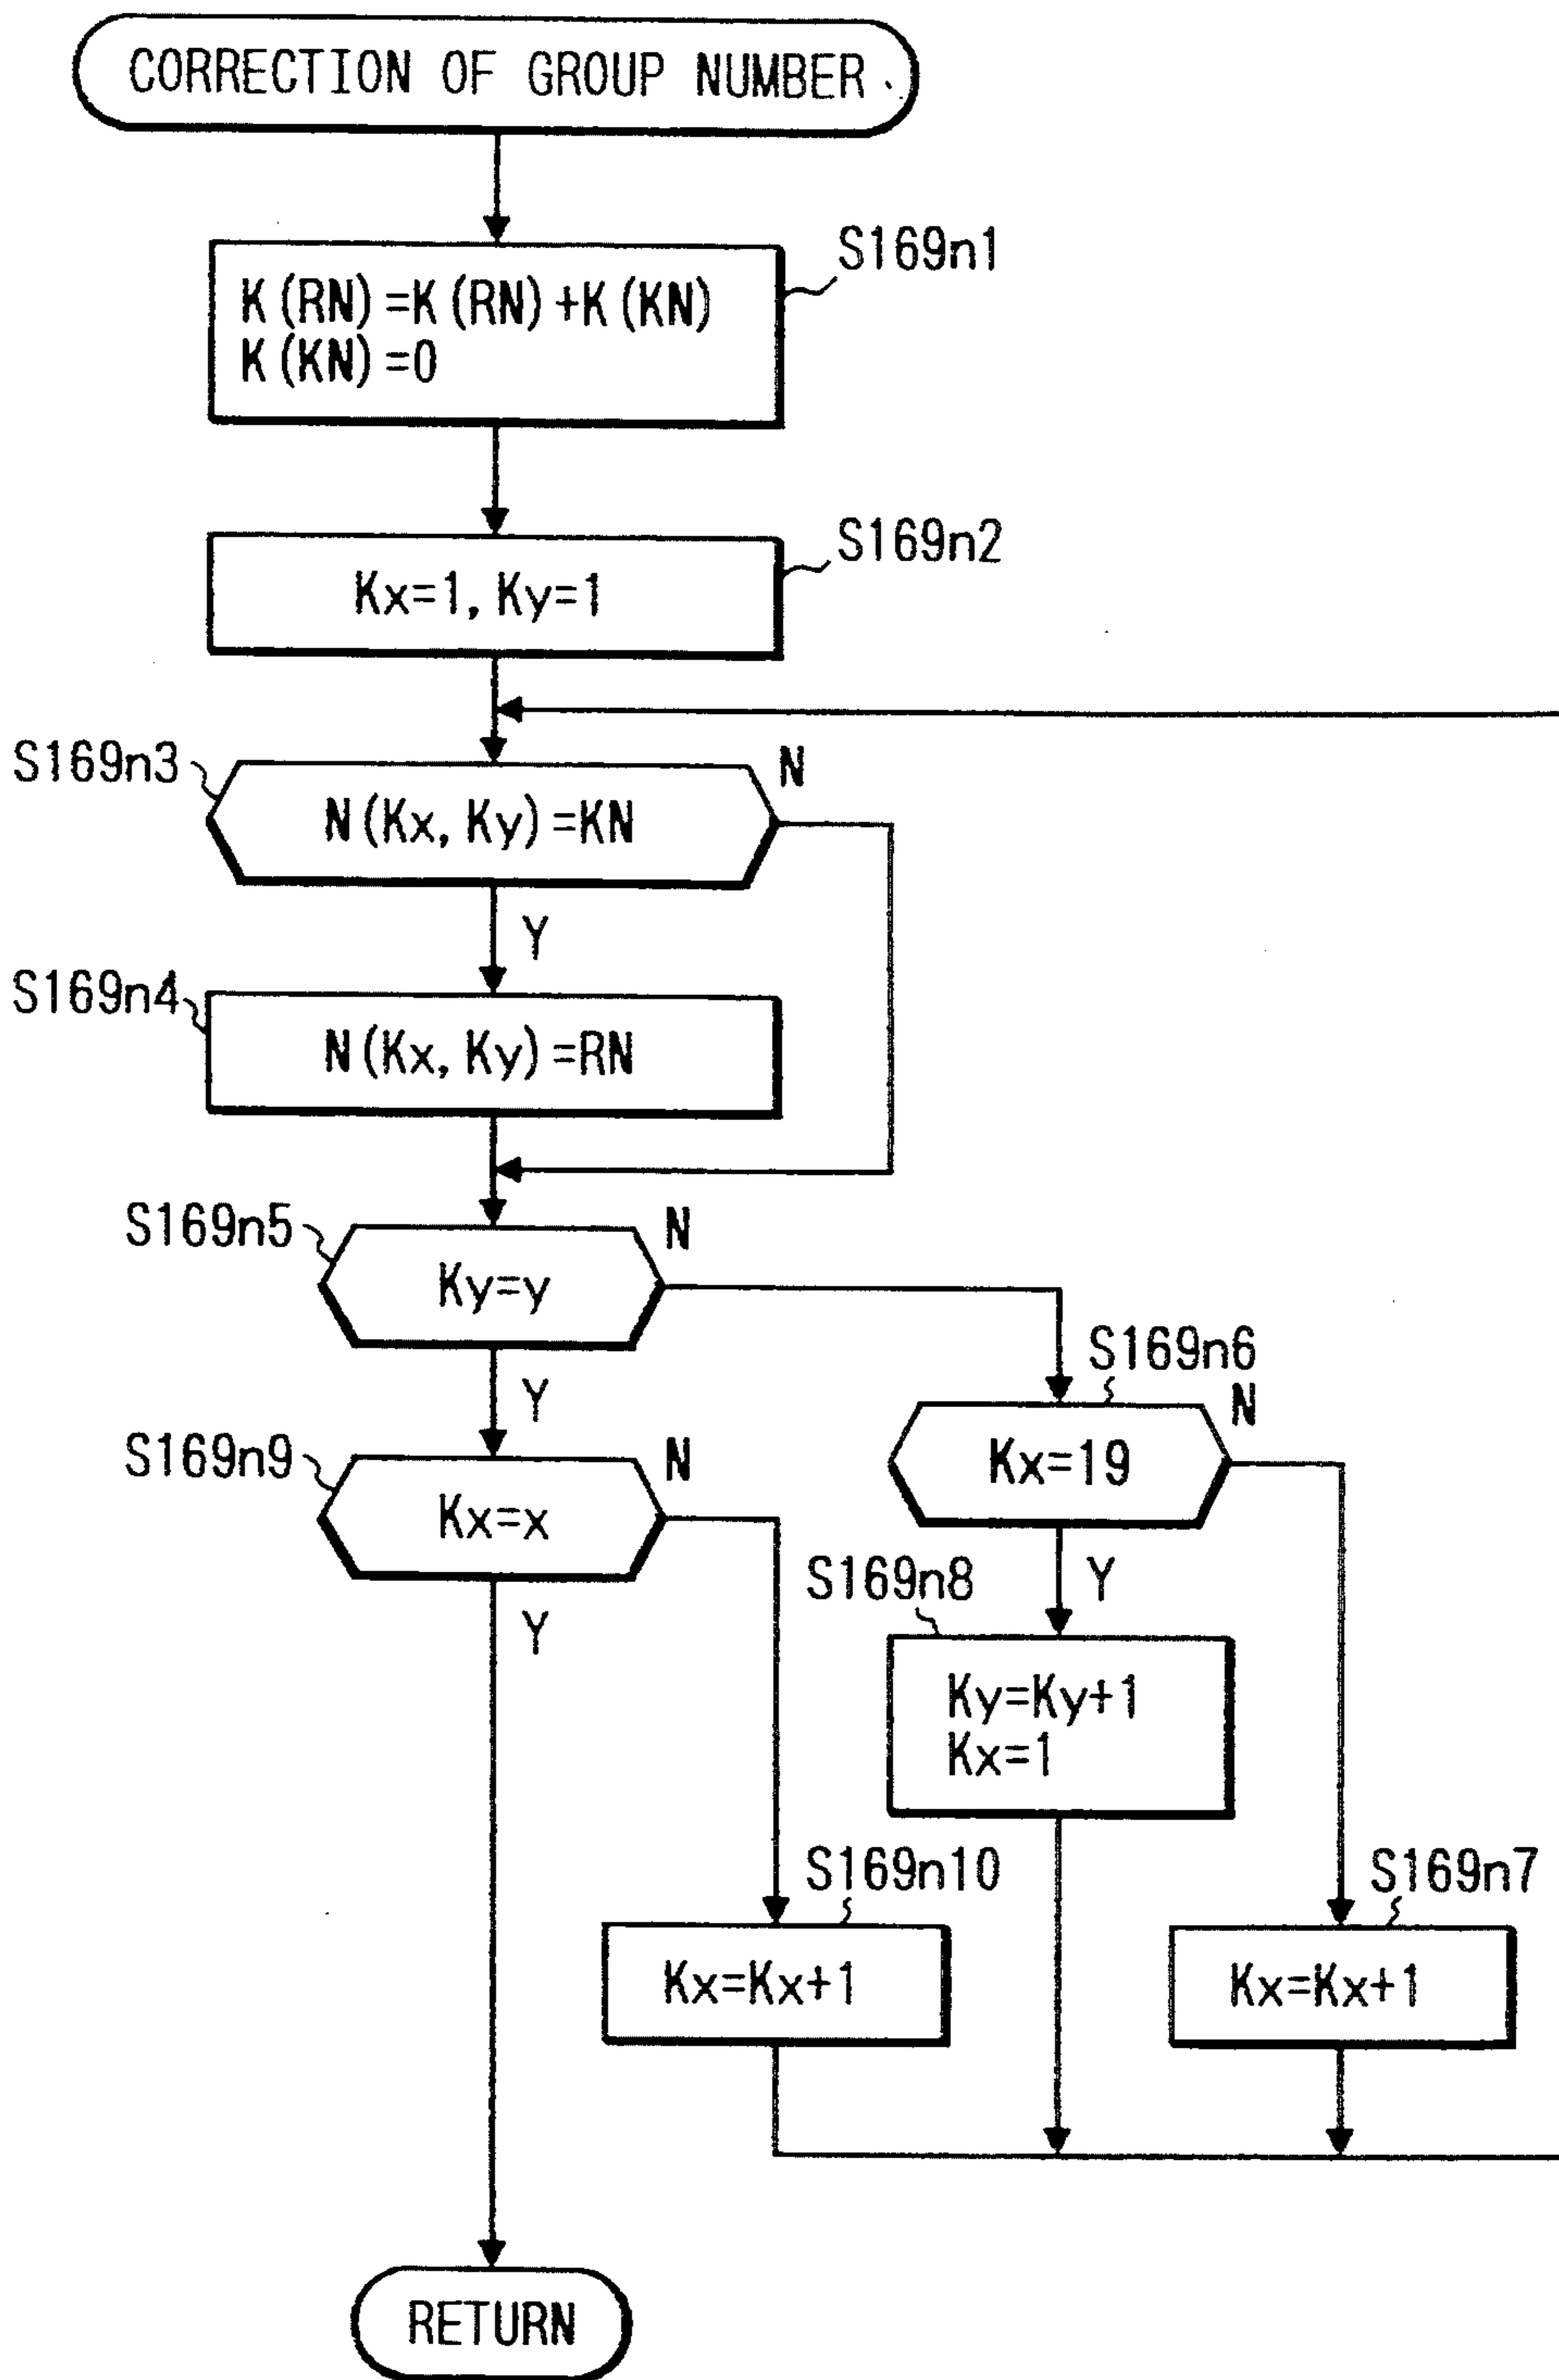 CORRECTION OF GROUP NUMBER
S169n1
K(RN)=K(RN)+K(KN)
K(KN)=0
S169n2
Kx=1, Ky=1
S169n3
N
N(Kx, Ky)=KN
Y
S169n4
N(Kx, Ky)=RN
S169n5
N
Ky=y
Y
S169n6
N
Kx=19
S169n9
N
Kx=x
Y
S169n8
Y
Ky=Ky+1
Kx=1
S169n10
S169n7
Kx=Kx+1
Kx=Kx+1
RETURN